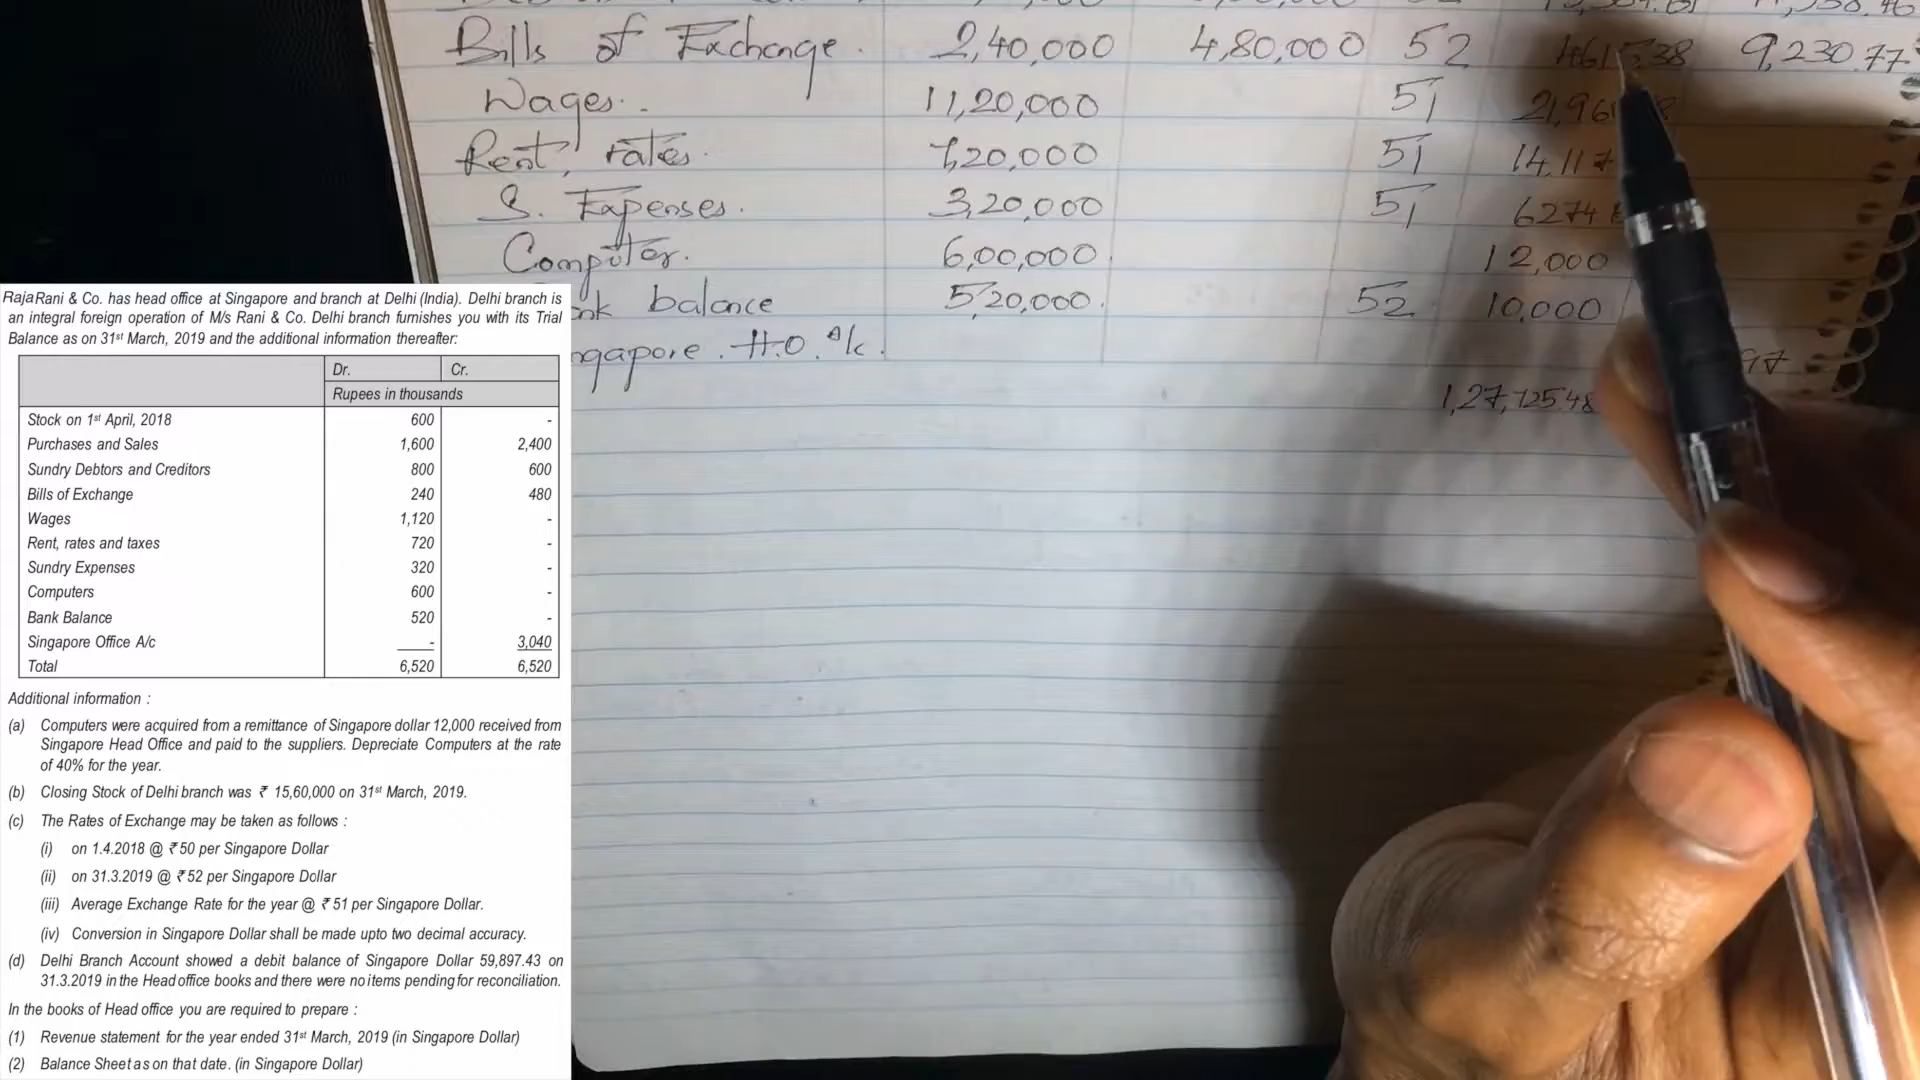 Bills of Exchange. 2,40,000 4,80,000 52 4615.38 9,230.77
Wages. 11,20,000 51
Rent, rates. 7,20,000 51
S. Expenses. 3,20,000 51
Computer. 6,00,000. 12,000
balance 5,20,000. 52 10,000
H.O. A/c.
1,27,725.48
RajaRani & Co. has head office at Singapore and branch at Delhi (India). Delhi branch is
an integral foreign operation of M/s Rani & Co. Delhi branch furnishes you with its Trial
Balance as on 31st March, 2019 and the additional information thereafter:
Dr. Cr.
Rupees in thousands
Stock on 1st April, 2018 600 -
Purchases and Sales 1,600 2,400
Sundry Debtors and Creditors 800 600
Bills of Exchange 240 480
Wages 1,120 -
Rent, rates and taxes 720 -
Sundry Expenses 320 -
Computers 600 -
Bank Balance 520 -
Singapore Office A/c - 3,040
Total 6,520 6,520
Additional information :
(a) Computers were acquired from a remittance of Singapore dollar 12,000 received from
Singapore Head Office and paid to the suppliers. Depreciate Computers at the rate
of 40% for the year.
(b) Closing Stock of Delhi branch was ₹ 15,60,000 on 31st March, 2019.
(c) The Rates of Exchange may be taken as follows :
(i) on 1.4.2018 @ ₹ 50 per Singapore Dollar
(ii) on 31.3.2019 @ ₹ 52 per Singapore Dollar
(iii) Average Exchange Rate for the year @ ₹ 51 per Singapore Dollar.
(iv) Conversion in Singapore Dollar shall be made upto two decimal accuracy.
(d) Delhi Branch Account showed a debit balance of Singapore Dollar 59,897.43 on
31.3.2019 in the Head office books and there were no items pending for reconciliation.
In the books of Head office you are required to prepare :
(1) Revenue statement for the year ended 31st March, 2019 (in Singapore Dollar)
(2) Balance Sheet as on that date. (in Singapore Dollar)